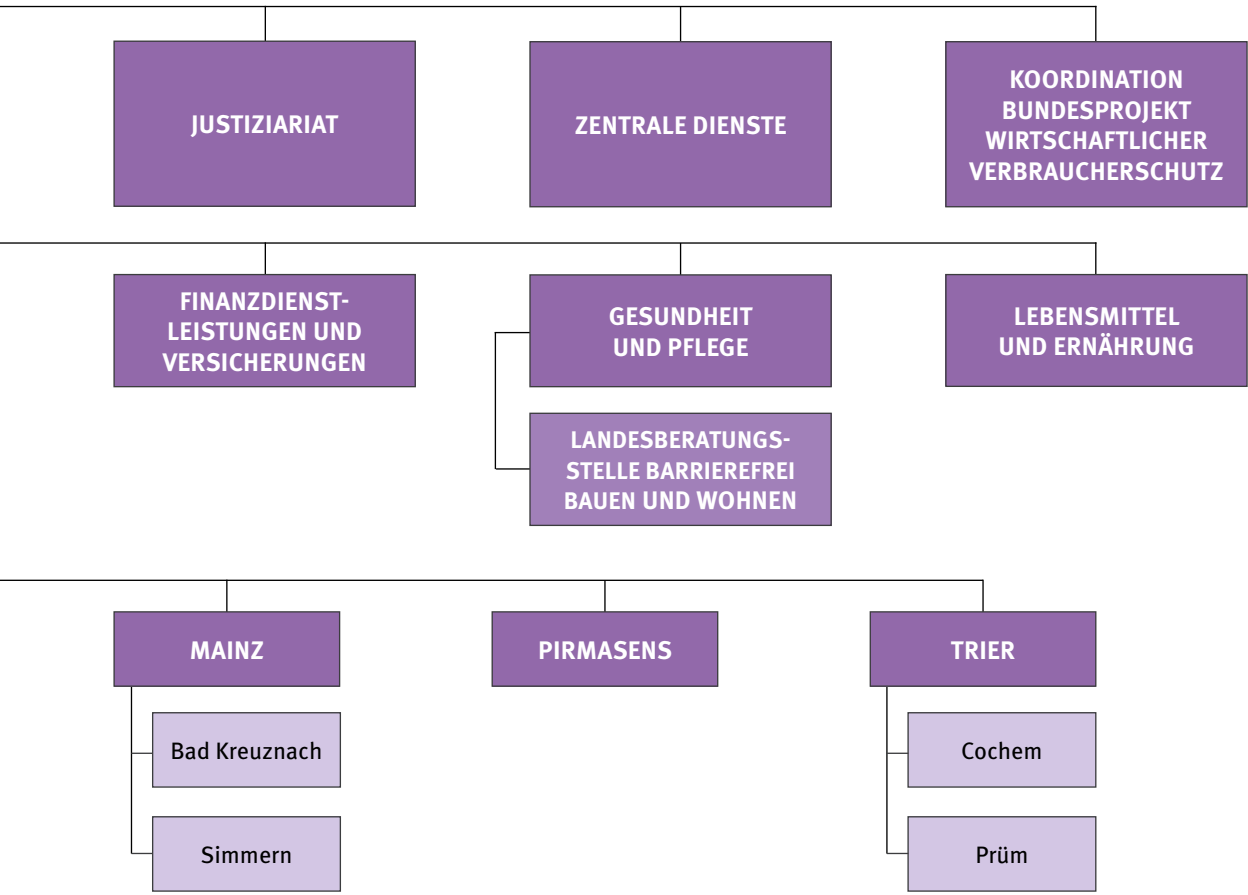 JUSTIZIARIAT
ZENTRALE DIENSTE
KOORDINATION
BUNDESPROJEKT
WIRTSCHAFTLICHER
VERBRAUCHERSCHUTZ
FINANZDIENST-
LEISTUNGEN UND
VERSICHERUNGEN
GESUNDHEIT
UND PFLEGE
LEBENSMITTEL
UND ERNÄHRUNG
LANDESBERATUNGS-
STELLE BARRIEREFREI
BAUEN UND WOHNEN
MAINZ
PIRMASENS
TRIER
Bad Kreuznach
Cochem
Simmern
Prüm